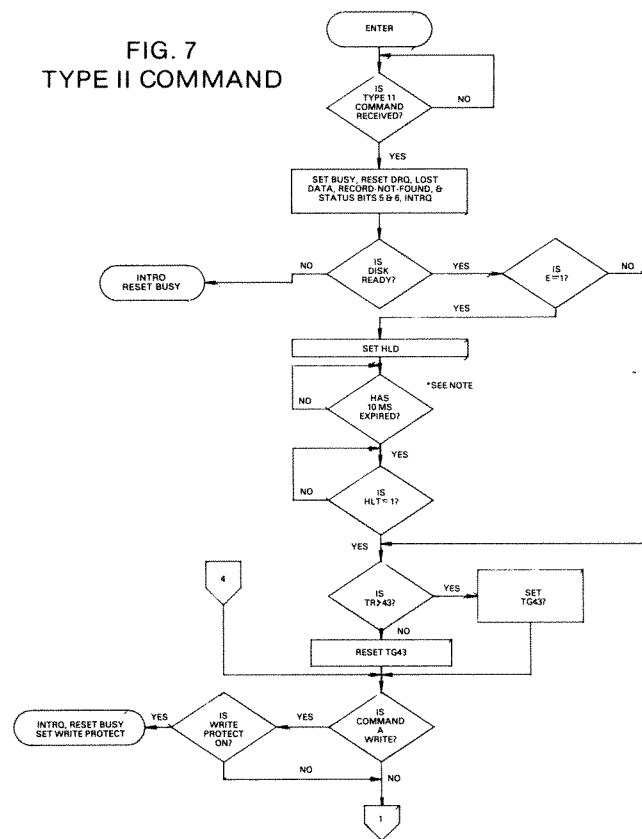 FIG. 7
TYPE II COMMAND
ENTER
IS
TYPE 11
COMMAND
RECEIVED?
NO
YES
SET BUSY, RESET DRQ, LOST
DATA, RECORD-NOT-FOUND, &
STATUS BITS 5 & 6, INTRQ
IS
DISK
READY?
NO
INTRQ
RESET BUSY
YES
IS
E=1?
NO
YES
SET HLD
*SEE NOTE
HAS
10 MS
EXPIRED?
NO
YES
IS
HLT=1?
NO
YES
4
IS
TR>43?
YES
SET
TG43?
NO
RESET TG43
IS
COMMAND
A
WRITE?
YES
IS
WRITE
PROTECT
ON?
YES
INTRQ, RESET BUSY
SET WRITE PROTECT
NO
NO
1